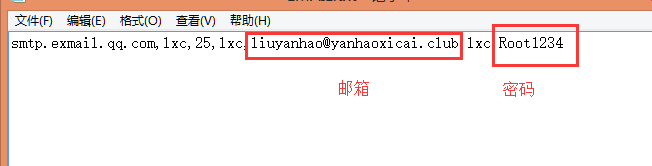 文件(F) 编辑(E) 格式(O) 查看(V) 帮助(H)
smtp.exmail.qq.com,lxc,25,lxc,liuyanhao@yanhaoxicai.club lxc Root1234
邮箱 密码